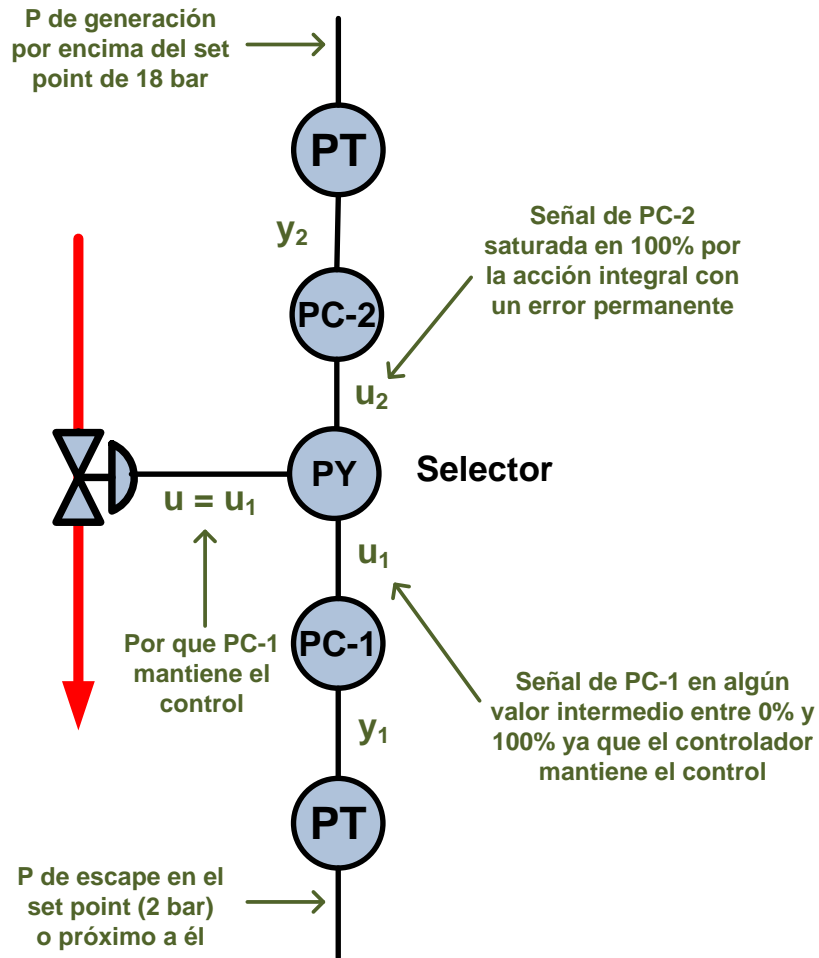 P de generación
por encima del set
point de 18 bar
PT
y2
Señal de PC-2
saturada en 100% por
la acción integral con
un error permanente
PC-2
u2
PY
Selector
u = u1
u1
Por que PC-1
mantiene el
control
PC-1
Señal de PC-1 en algún
valor intermedio entre 0% y
100% ya que el controlador
mantiene el control
y1
PT
P de escape en el
set point (2 bar)
o próximo a él